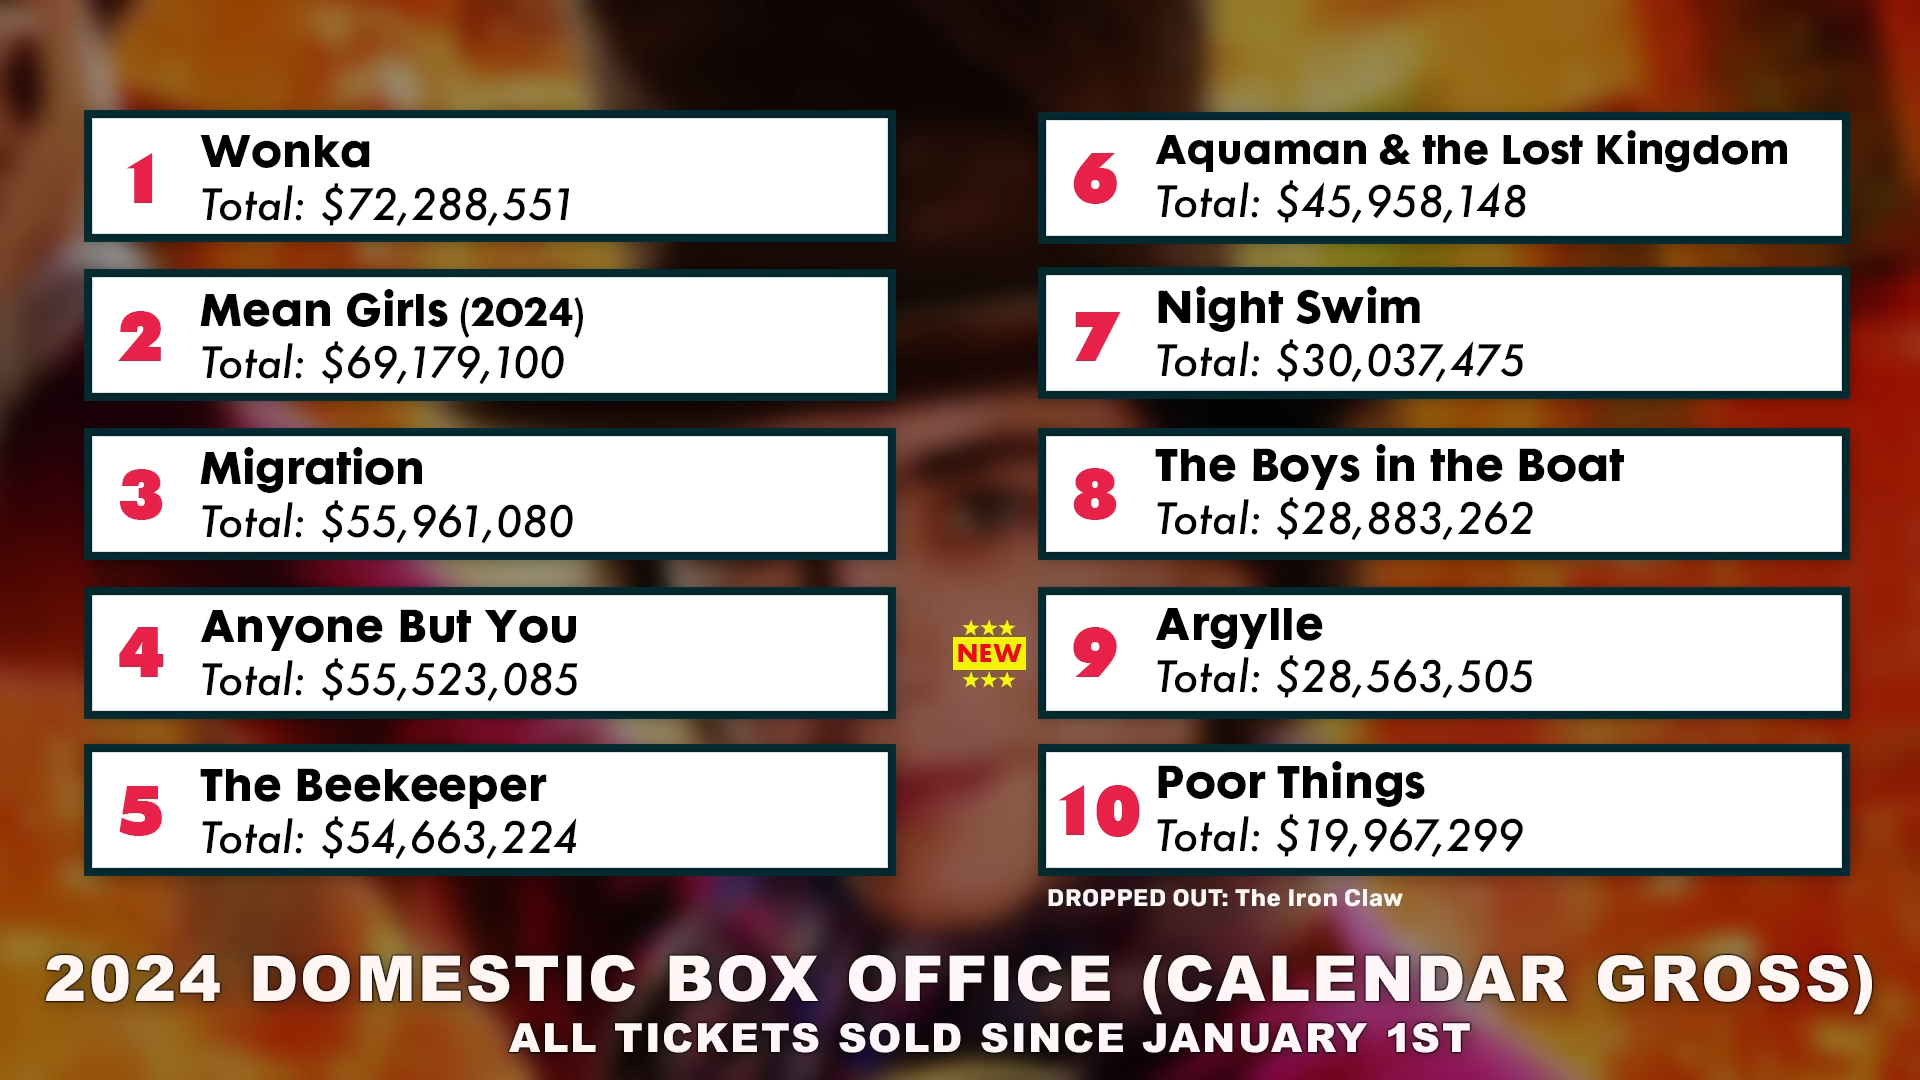 1
Wonka
Total: $72,288,551
2
Mean Girls (2024)
Total: $69,179,100
3
Migration
Total: $55,961,080
4
Anyone But You
Total: $55,523,085
5
The Beekeeper
Total: $54,663,224
6
Aquaman & the Lost Kingdom
Total: $45,958,148
7
Night Swim
Total: $30,037,475
8
The Boys in the Boat
Total: $28,883,262
NEW
9
Argylle
Total: $28,563,505
10
Poor Things
Total: $19,967,299
DROPPED OUT: The Iron Claw
2024 DOMESTIC BOX OFFICE (CALENDAR GROSS)
ALL TICKETS SOLD SINCE JANUARY 1ST